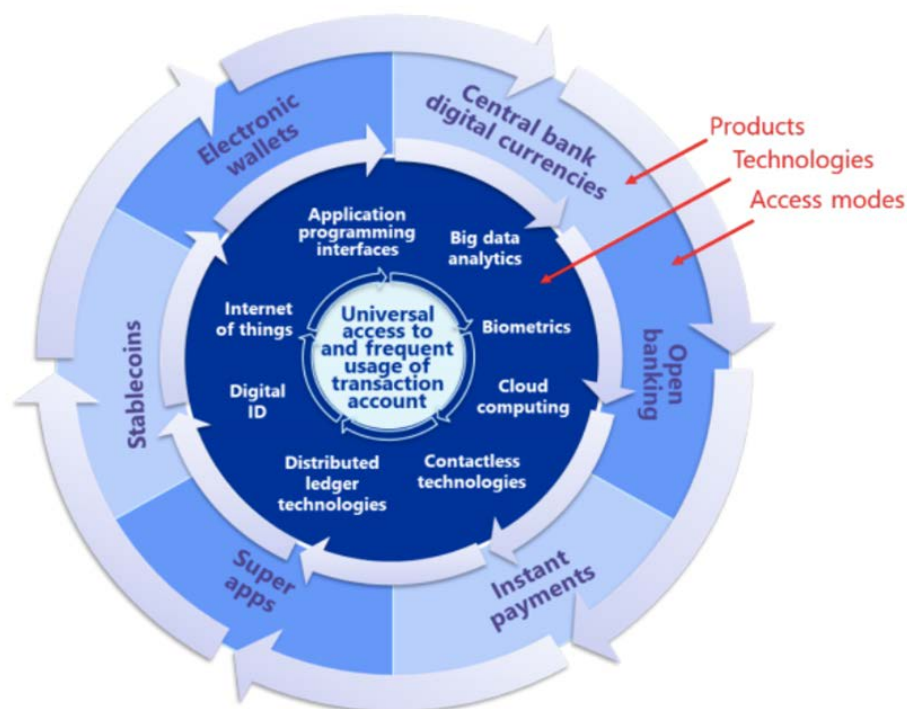 Electronic
wallets
Central bank
digital currencies
Products
Technologies
Access modes
Application
programming
interfaces
Big data
analytics
Internet
of things
Universal
access to
and frequent
usage of
transaction
account
Biometrics
Open
banking
Stablecoins
Digital
ID
Cloud
computing
Distributed
ledger
technologies
Contactless
technologies
Super
apps
Instant
payments